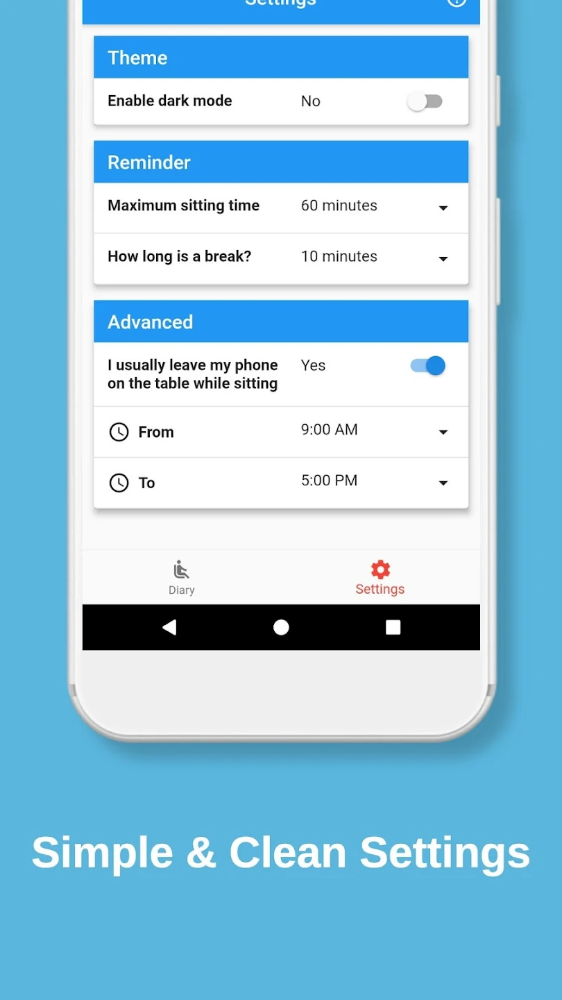 Settings
Theme
Enable dark mode No
Reminder
Maximum sitting time 60 minutes
How long is a break? 10 minutes
Advanced
I usually leave my phone Yes
on the table while sitting
From 9:00 AM
To 5:00 PM
Diary Settings
Simple & Clean Settings